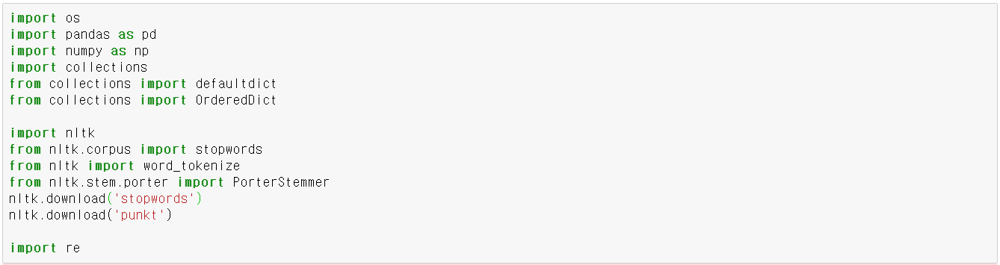 import os
import pandas as pd
import numpy as np
import collections
from collections import defaultdict
from collections import OrderedDict
import nltk
from nltk.corpus import stopwords
from nltk import word_tokenize
from nltk.stem.porter import PorterStemmer
nltk.download('stopwords')
nltk.download('punkt')
import re